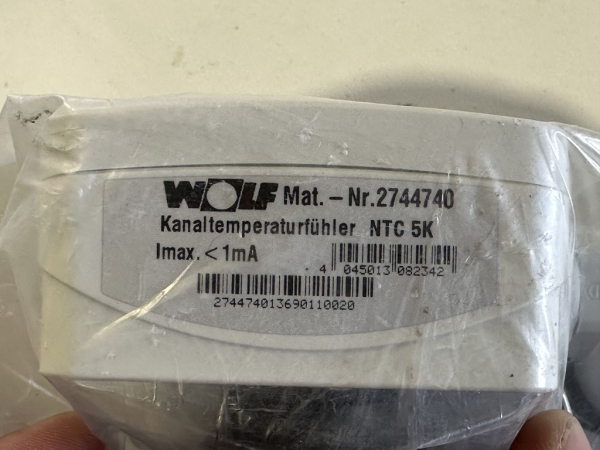 WOLF Mat. - Nr.2744740
Kanaltemperaturfühler NTC 5K
Imax. < 1mA
4 045013 082342
274474013690110020